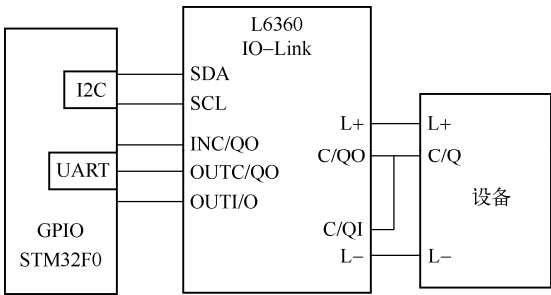 L6360
IO-Link
I2C
SDA
SCL
INC/QO
UART
OUTC/QO
OUTI/O
GPIO
STM32F0
L+
C/QO
C/QI
L-
L+
C/Q
设备
L-